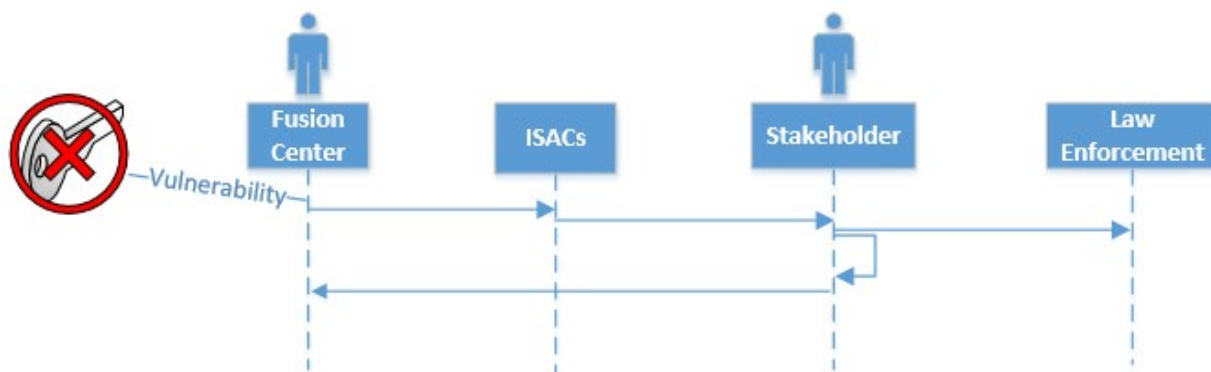 Fusion
Center
ISACs
Stakeholder
Law
Enforcement
Vulnerability